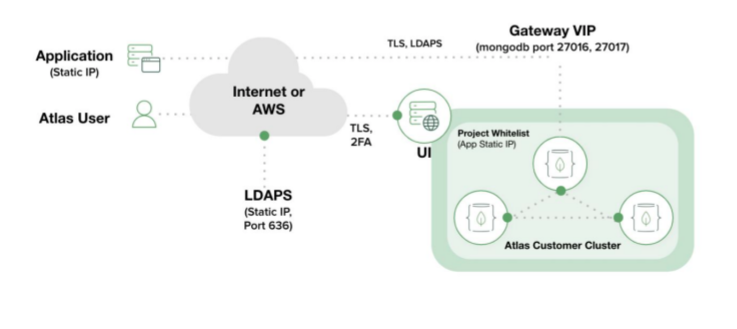 Gateway VIP
(mongodb port 27016, 27017)
TLS, LDAPS
Application
(Static IP)
Internet or
AWS
Atlas User
TLS,
2FA
UI
Project Whitelist
(App Static IP)
LDAPS
(Static IP,
Port 636)
Atlas Customer Cluster